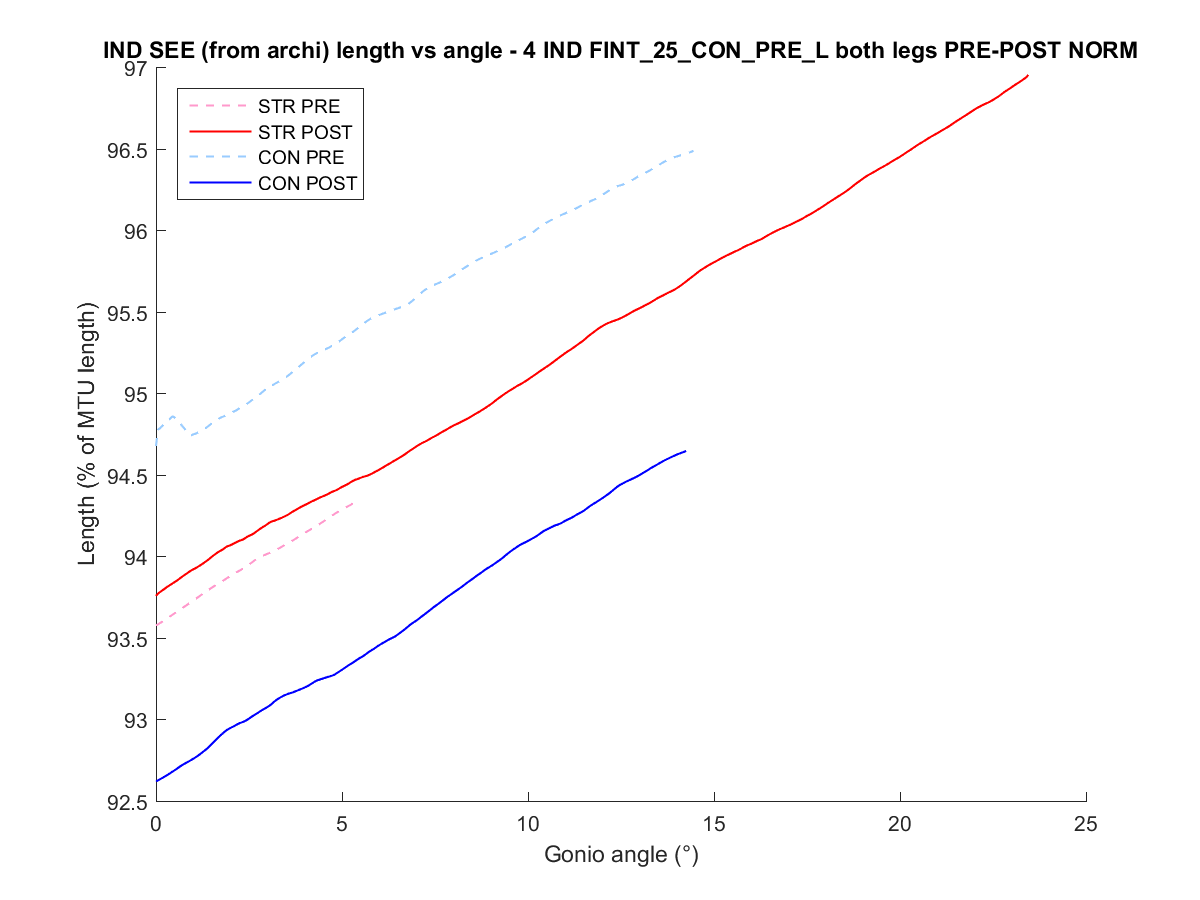 IND SEE (from archi) length vs angle - 4 IND FINT_25_CON_PRE_L both legs PRE-POST NORM
97
96.5
96
95.5
95
94.5
94
93.5
93
92.5
Length (% of MTU length)
STR PRE
STR POST
CON PRE
CON POST
0 5 10 15 20 25
Gonio angle (°)